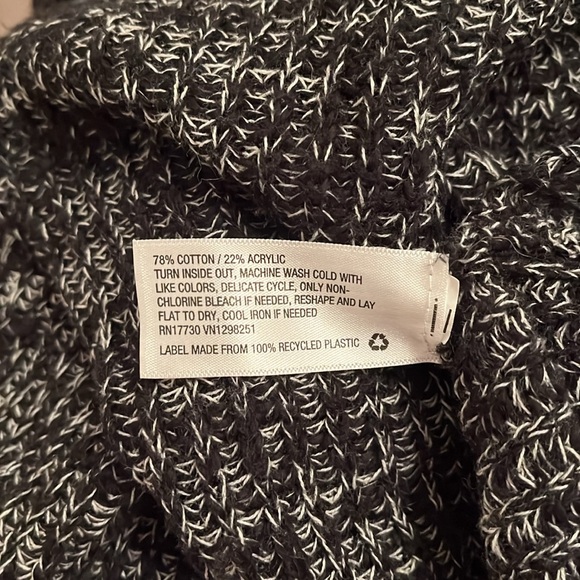 78% COTTON / 22% ACRYLIC
TURN INSIDE OUT, MACHINE WASH COLD WITH
LIKE COLORS, DELICATE CYCLE, ONLY NON-
CHLORINE BLEACH IF NEEDED, RESHAPE AND LAY
FLAT TO DRY, COOL IRON IF NEEDED
RN17730 VN1298251
LABEL MADE FROM 100% RECYCLED PLASTIC